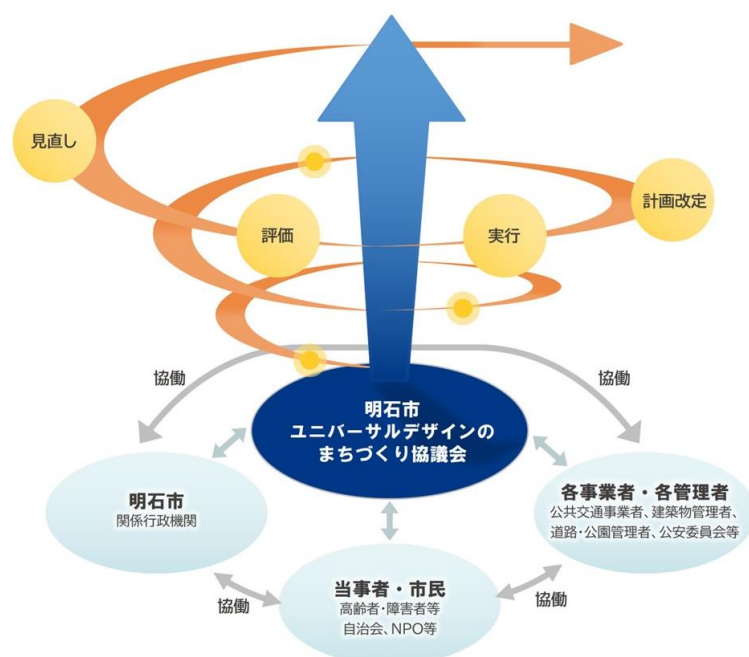 見直し
計画改定
評価
実行
協働
協働
明石市
ユニバーサルデザインの
まちづくり協議会
明石市
関係行政機関
各事業者・各管理者
公共交通事業者、建築物管理者、
道路・公園管理者、公安委員会等
当事者・市民
高齢者・障害者等
自治会、NPO等
協働
協働